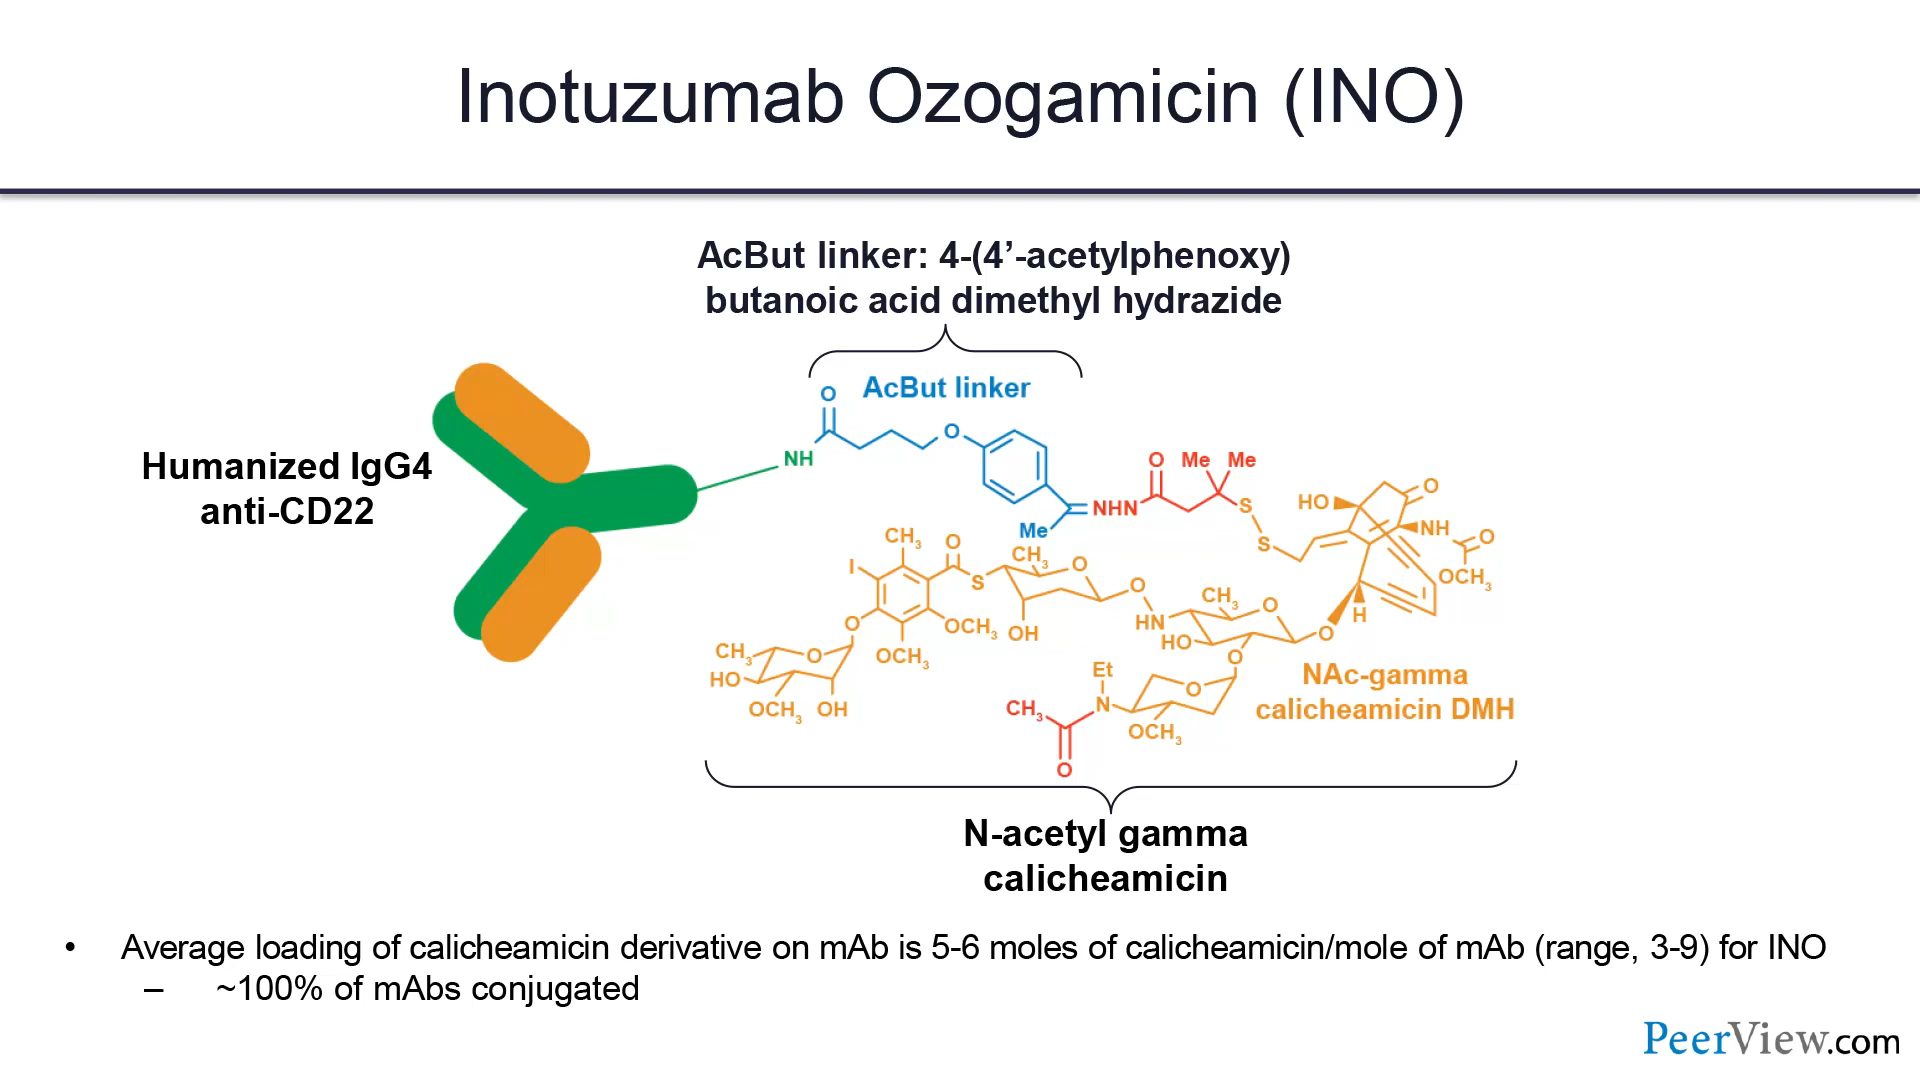 Inotuzumab Ozogamicin (INO)
AcBut linker: 4-(4’-acetylphenoxy)
butanoic acid dimethyl hydrazide
AcBut linker
Humanized IgG4
anti-CD22
O
NH
O
Me
NHN
O
Me Me
S
S
HO
O
NH
O
OCH₃
H
CH₃
I
O
S
CH₃
O
O
OCH₃
OH
OCH₃
O
HN
CH₃
O
HO
O
O
CH₃
O
HO
OCH₃ OH
Et
N
O
OCH₃
CH₃
O
NAc-gamma
calicheamicin DMH
N-acetyl gamma
calicheamicin
• Average loading of calicheamicin derivative on mAb is 5-6 moles of calicheamicin/mole of mAb (range, 3-9) for INO
– ~100% of mAbs conjugated
PeerView.com